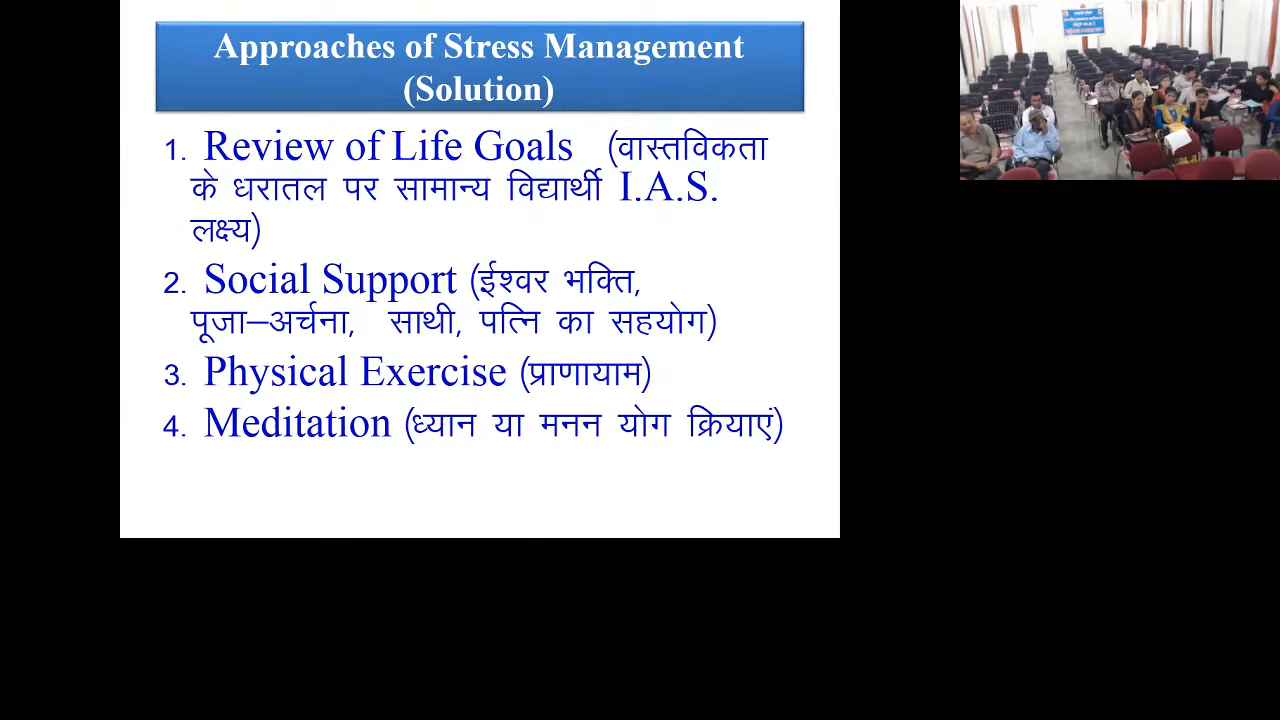 Approaches of Stress Management
(Solution)
1. Review of Life Goals (वास्तविकता
के धरातल पर सामान्य विद्यार्थी I.A.S.
लक्ष्य)
2. Social Support (ईश्वर भक्ति,
पूजा–अर्चना, साथी, पत्नि का सहयोग)
3. Physical Exercise (प्राणायाम)
4. Meditation (ध्यान या मनन योग क्रियाएं)